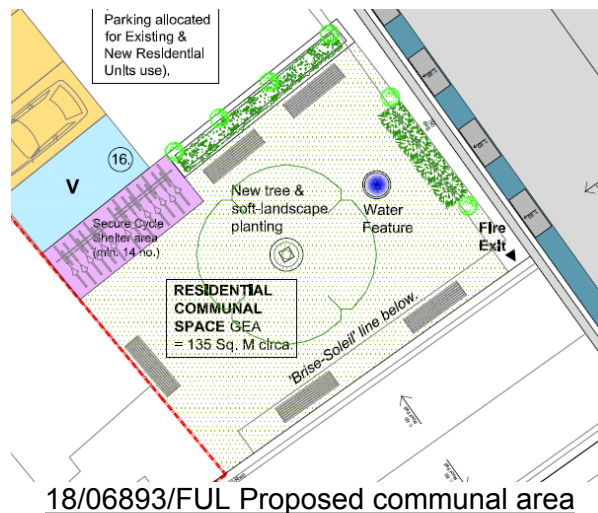 Parking allocated
for Existing &
New Residential
Units use).
16.
V
Secure Cycle
Shelter area
(min. 14 no.)
New tree &
soft-landscape
planting
Water
Feature
Fire
Exit
RESIDENTIAL
COMMUNAL
SPACE GEA
= 135 Sq. M circa.
'Brise-Soleil' line below.
18/06893/FUL Proposed communal area